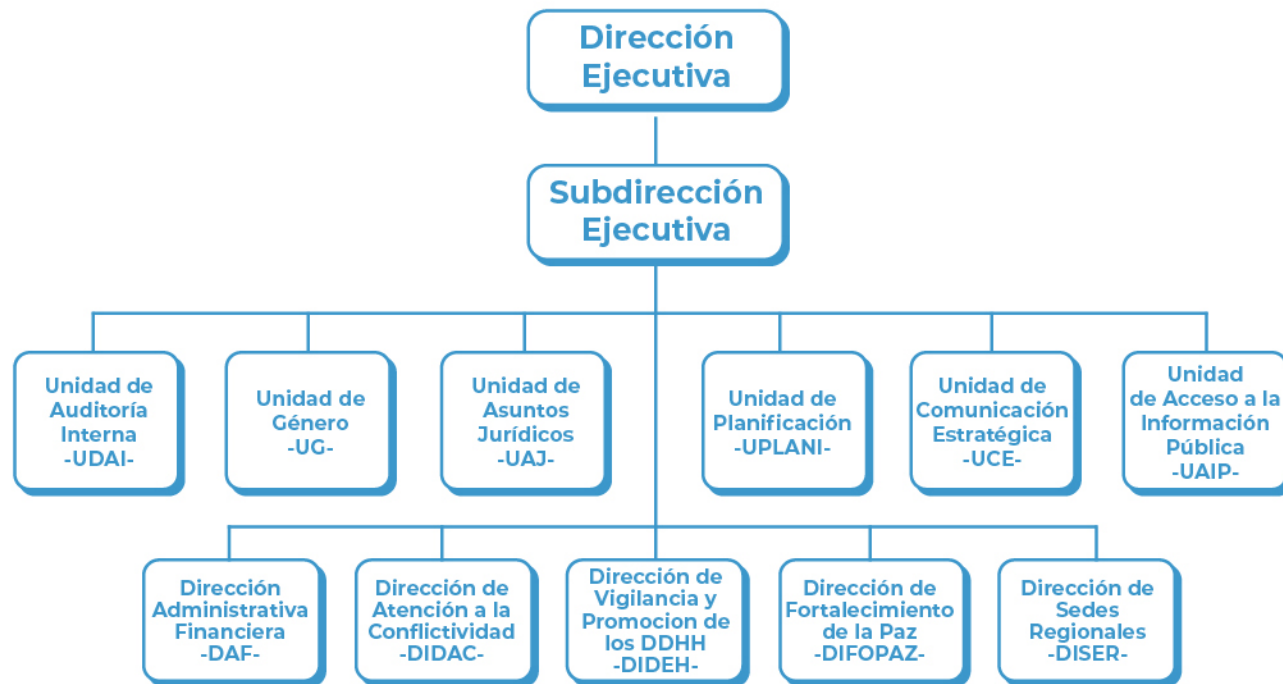 Dirección
Ejecutiva
Subdirección
Ejecutiva
Unidad de
Auditoría
Interna
-UDAI-
Unidad de
Género
-UG-
Unidad de
Asuntos
Jurídicos
-UAJ-
Unidad de
Planificación
-UPLANI-
Unidad de
Comunicación
Estratégica
-UCE-
Unidad
de Acceso a la
Información
Pública
-UAIP-
Dirección
Administrativa
Financiera
-DAF-
Dirección de
Atención a la
Conflictividad
-DIDAC-
Dirección de
Vigilancia y
Promocion de
los DDHH
-DIDEH-
Dirección de
Fortalecimiento
de la Paz
-DIFOPAZ-
Dirección de
Sedes
Regionales
-DISER-